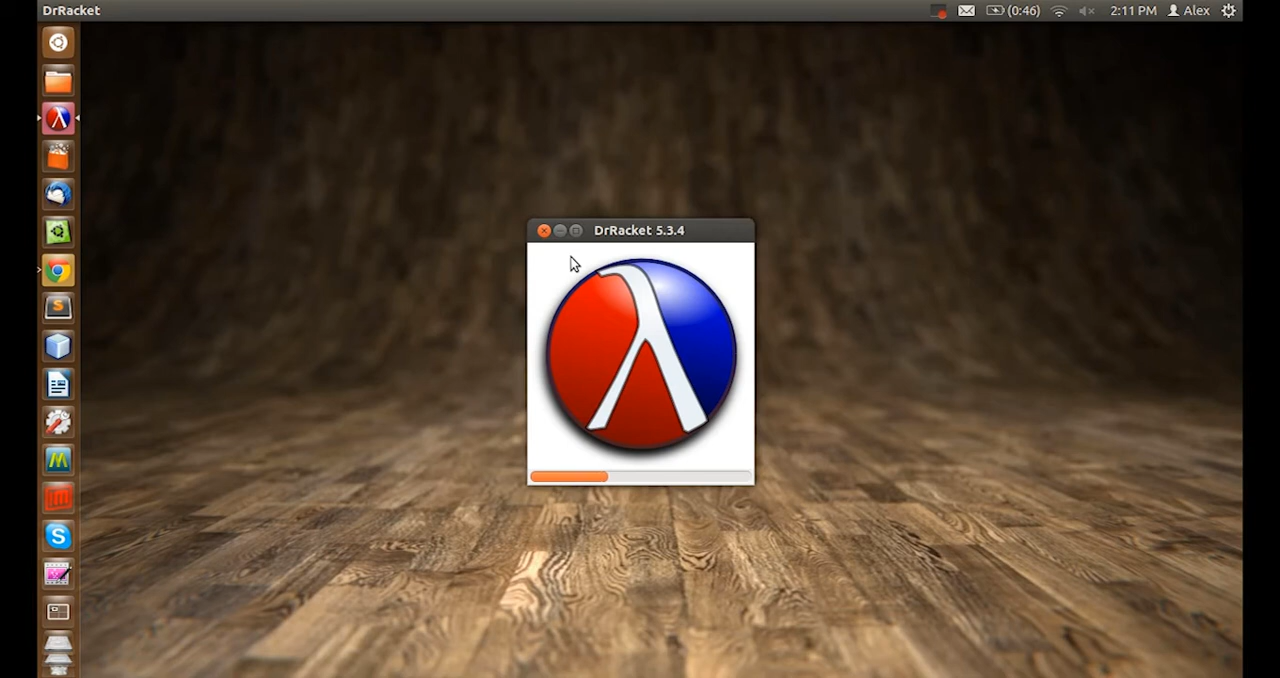 DrRacket
(0:46) 2:11 PM Alex
DrRacket 5.3.4
λ
S
M
S